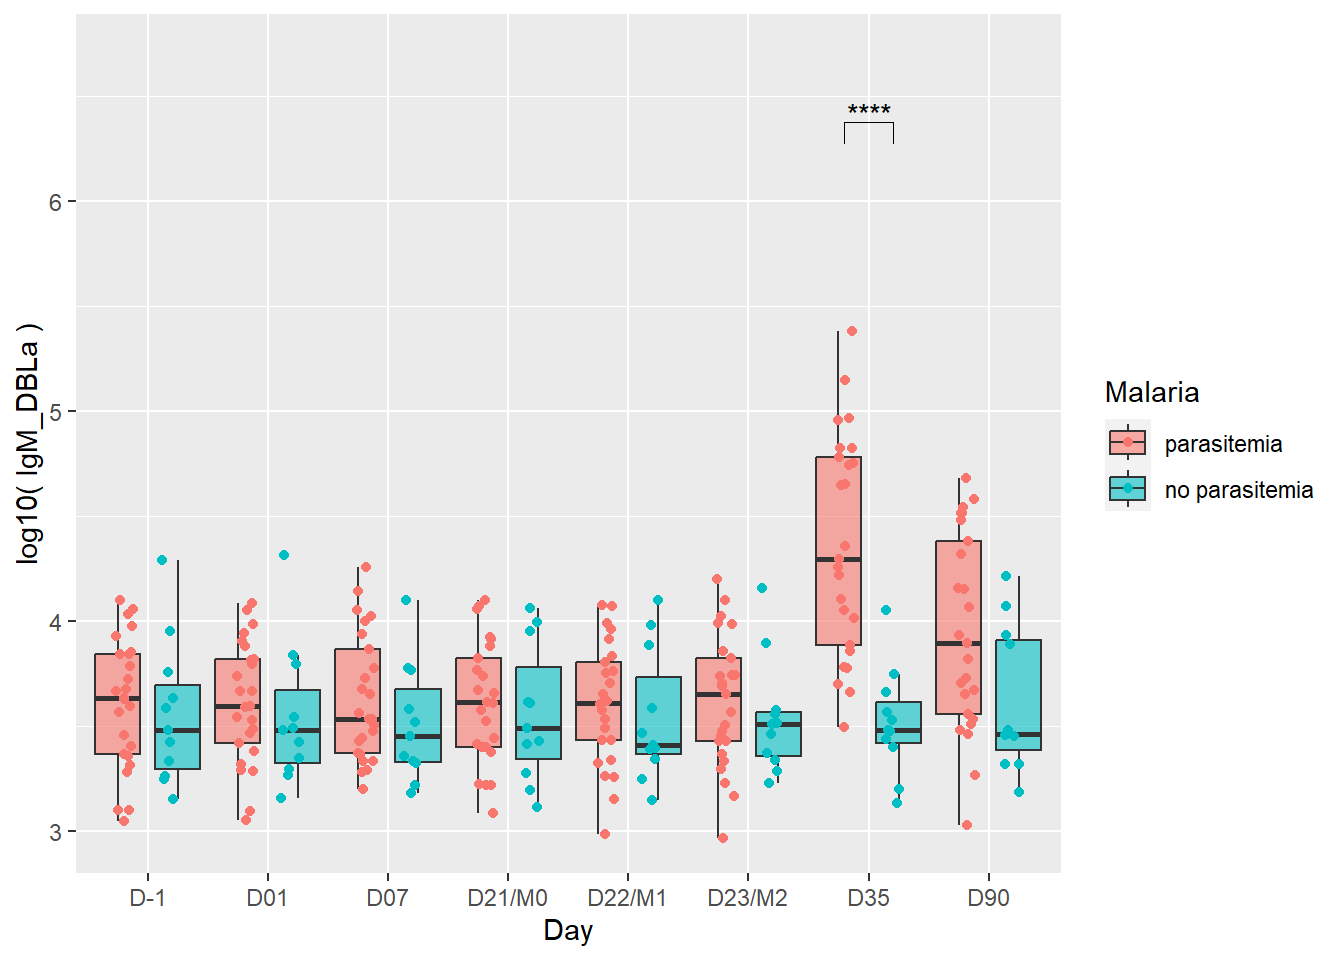 ****
6
5
4
3
log10( IgM_DBLa )
D-1 D01 D07 D21/M0 D22/M1 D23/M2 D35 D90
Day
Malaria
parasitemia
no parasitemia